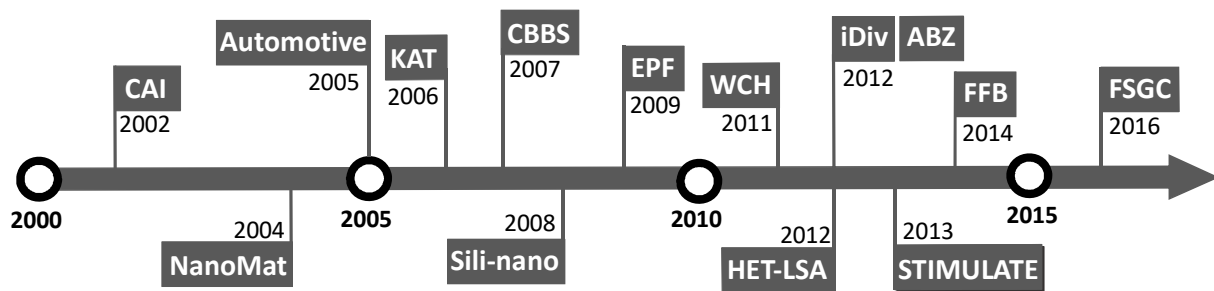 CAI
2002
Automotive
2005
KAT
2006
CBBS
2007
EPF
2009
WCH
2011
iDiv ABZ
2012
FFB
2014
FSGC
2016
2000
2005
2010
2015
2004
NanoMat
2008
Sili-nano
2012
HET-LSA
2013
STIMULATE